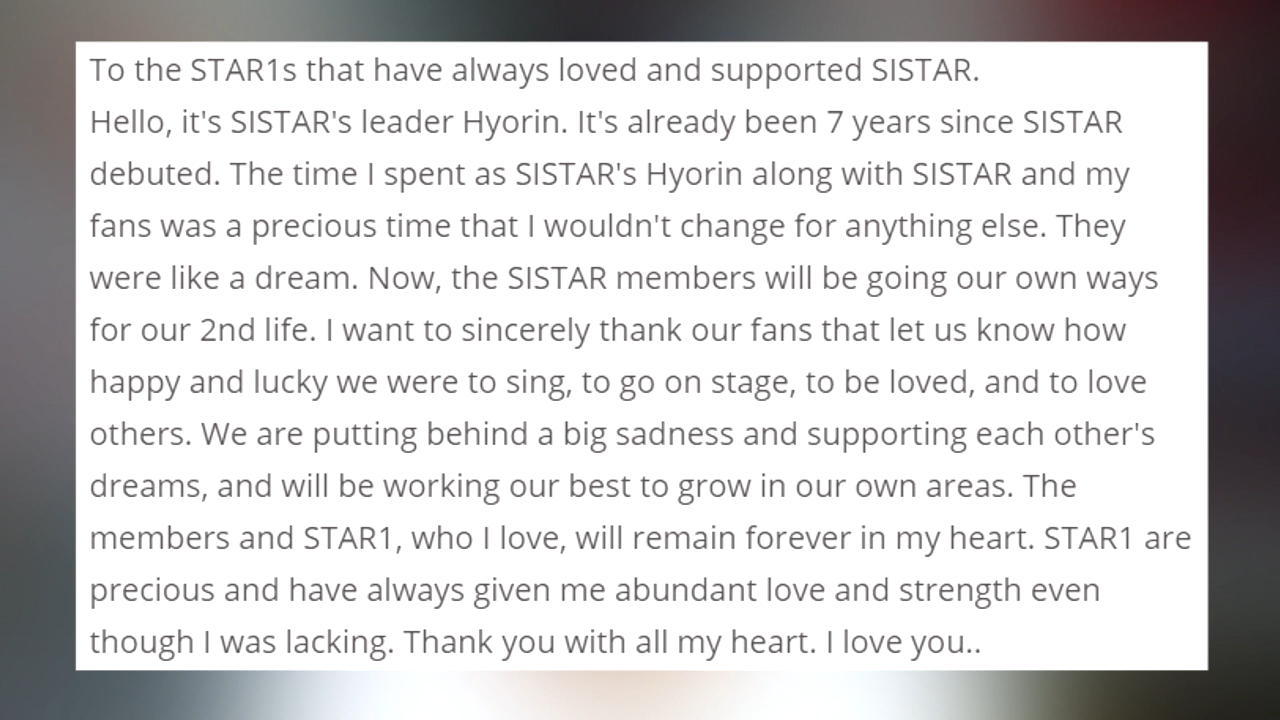 To the STAR1s that have always loved and supported SISTAR.
Hello, it's SISTAR's leader Hyorin. It's already been 7 years since SISTAR
debuted. The time I spent as SISTAR's Hyorin along with SISTAR and my
fans was a precious time that I wouldn't change for anything else. They
were like a dream. Now, the SISTAR members will be going our own ways
for our 2nd life. I want to sincerely thank our fans that let us know how
happy and lucky we were to sing, to go on stage, to be loved, and to love
others. We are putting behind a big sadness and supporting each other's
dreams, and will be working our best to grow in our own areas. The
members and STAR1, who I love, will remain forever in my heart. STAR1 are
precious and have always given me abundant love and strength even
though I was lacking. Thank you with all my heart. I love you..